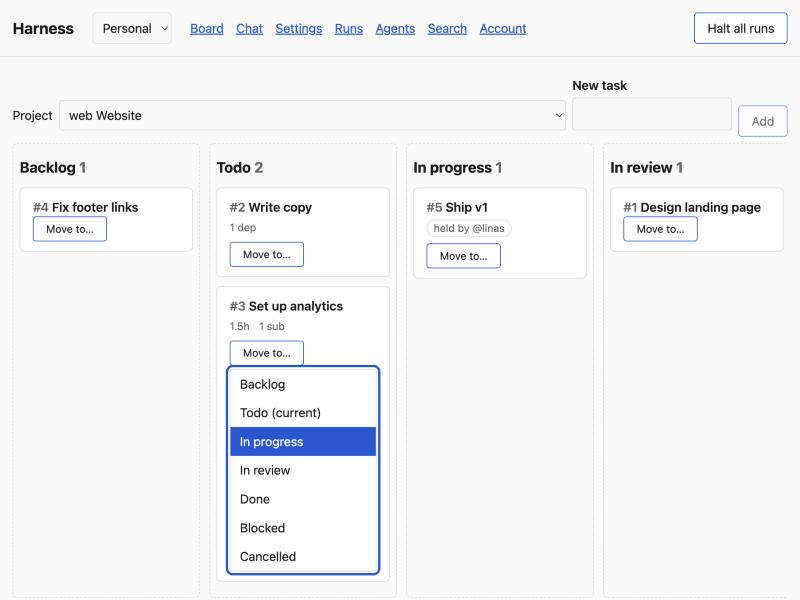 Harness
Personal
Board Chat Settings Runs Agents Search Account
Halt all runs
Project
web Website
New task
Add
Backlog 1
#4 Fix footer links
Move to...
Todo 2
#2 Write copy
1 dep
Move to...
#3 Set up analytics
1.5h 1 sub
Move to...
Backlog
Todo (current)
In progress
In review
Done
Blocked
Cancelled
In progress 1
#5 Ship v1
held by @linas
Move to...
In review 1
#1 Design landing page
Move to...